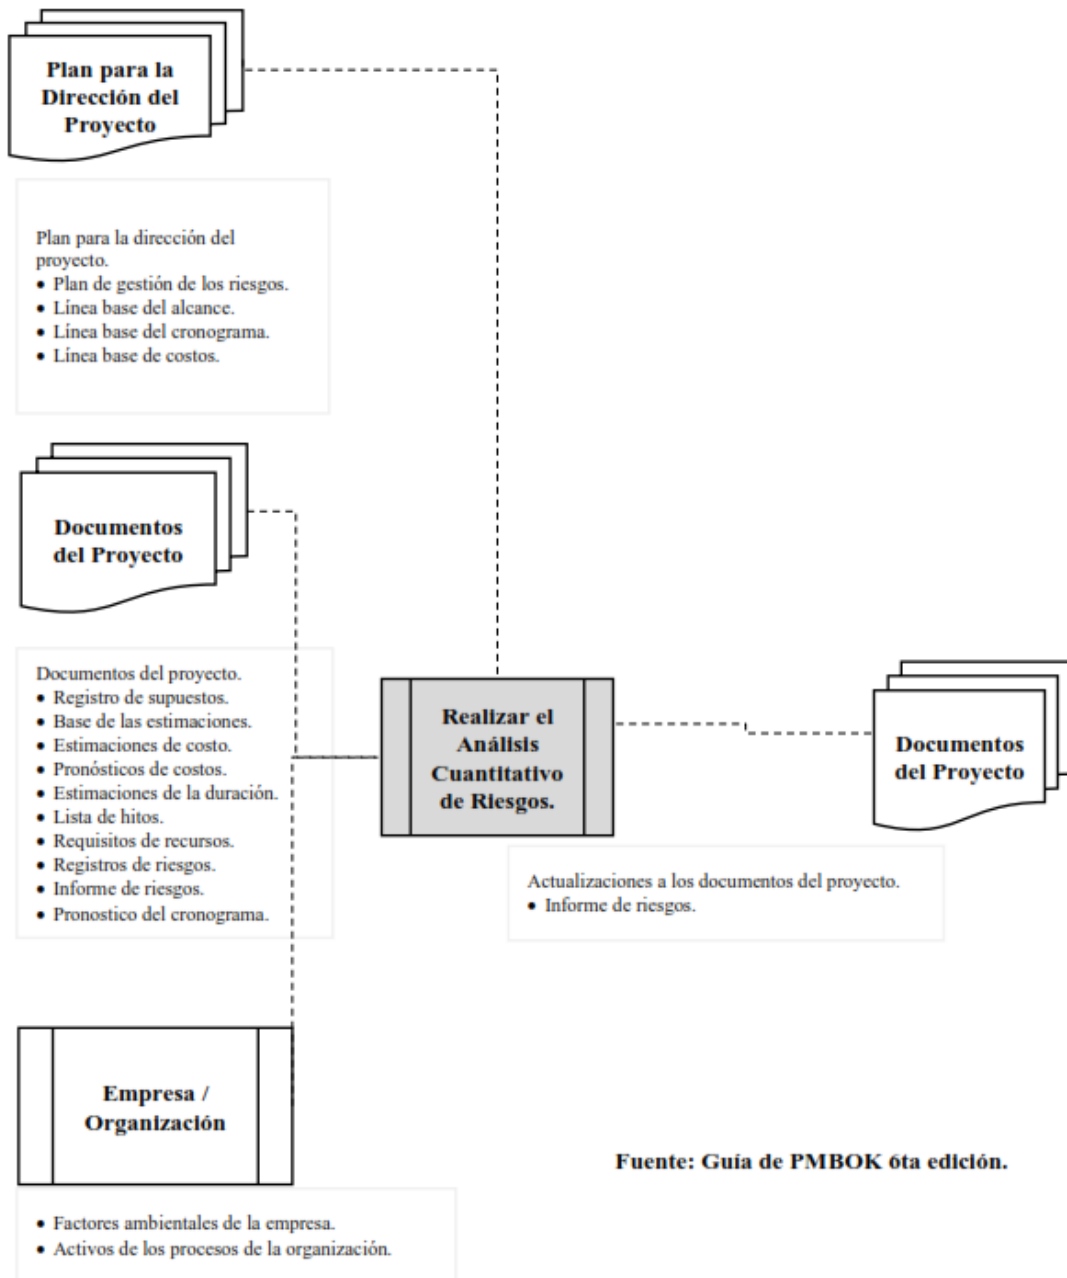 Plan para la
Dirección del
Proyecto
Plan para la dirección del
proyecto.
• Plan de gestión de los riesgos.
• Línea base del alcance.
• Línea base del cronograma.
• Línea base de costos.
Documentos
del Proyecto
Documentos del proyecto.
• Registro de supuestos.
• Base de las estimaciones.
• Estimaciones de costo.
• Pronósticos de costos.
• Estimaciones de la duración.
• Lista de hitos.
• Requisitos de recursos.
• Registros de riesgos.
• Informe de riesgos.
• Pronostico del cronograma.
Realizar el
Análisis
Cuantitativo
de Riesgos.
Documentos
del Proyecto
Actualizaciones a los documentos del proyecto.
• Informe de riesgos.
Empresa /
Organización
Fuente: Guía de PMBOK 6ta edición.
• Factores ambientales de la empresa.
• Activos de los procesos de la organización.